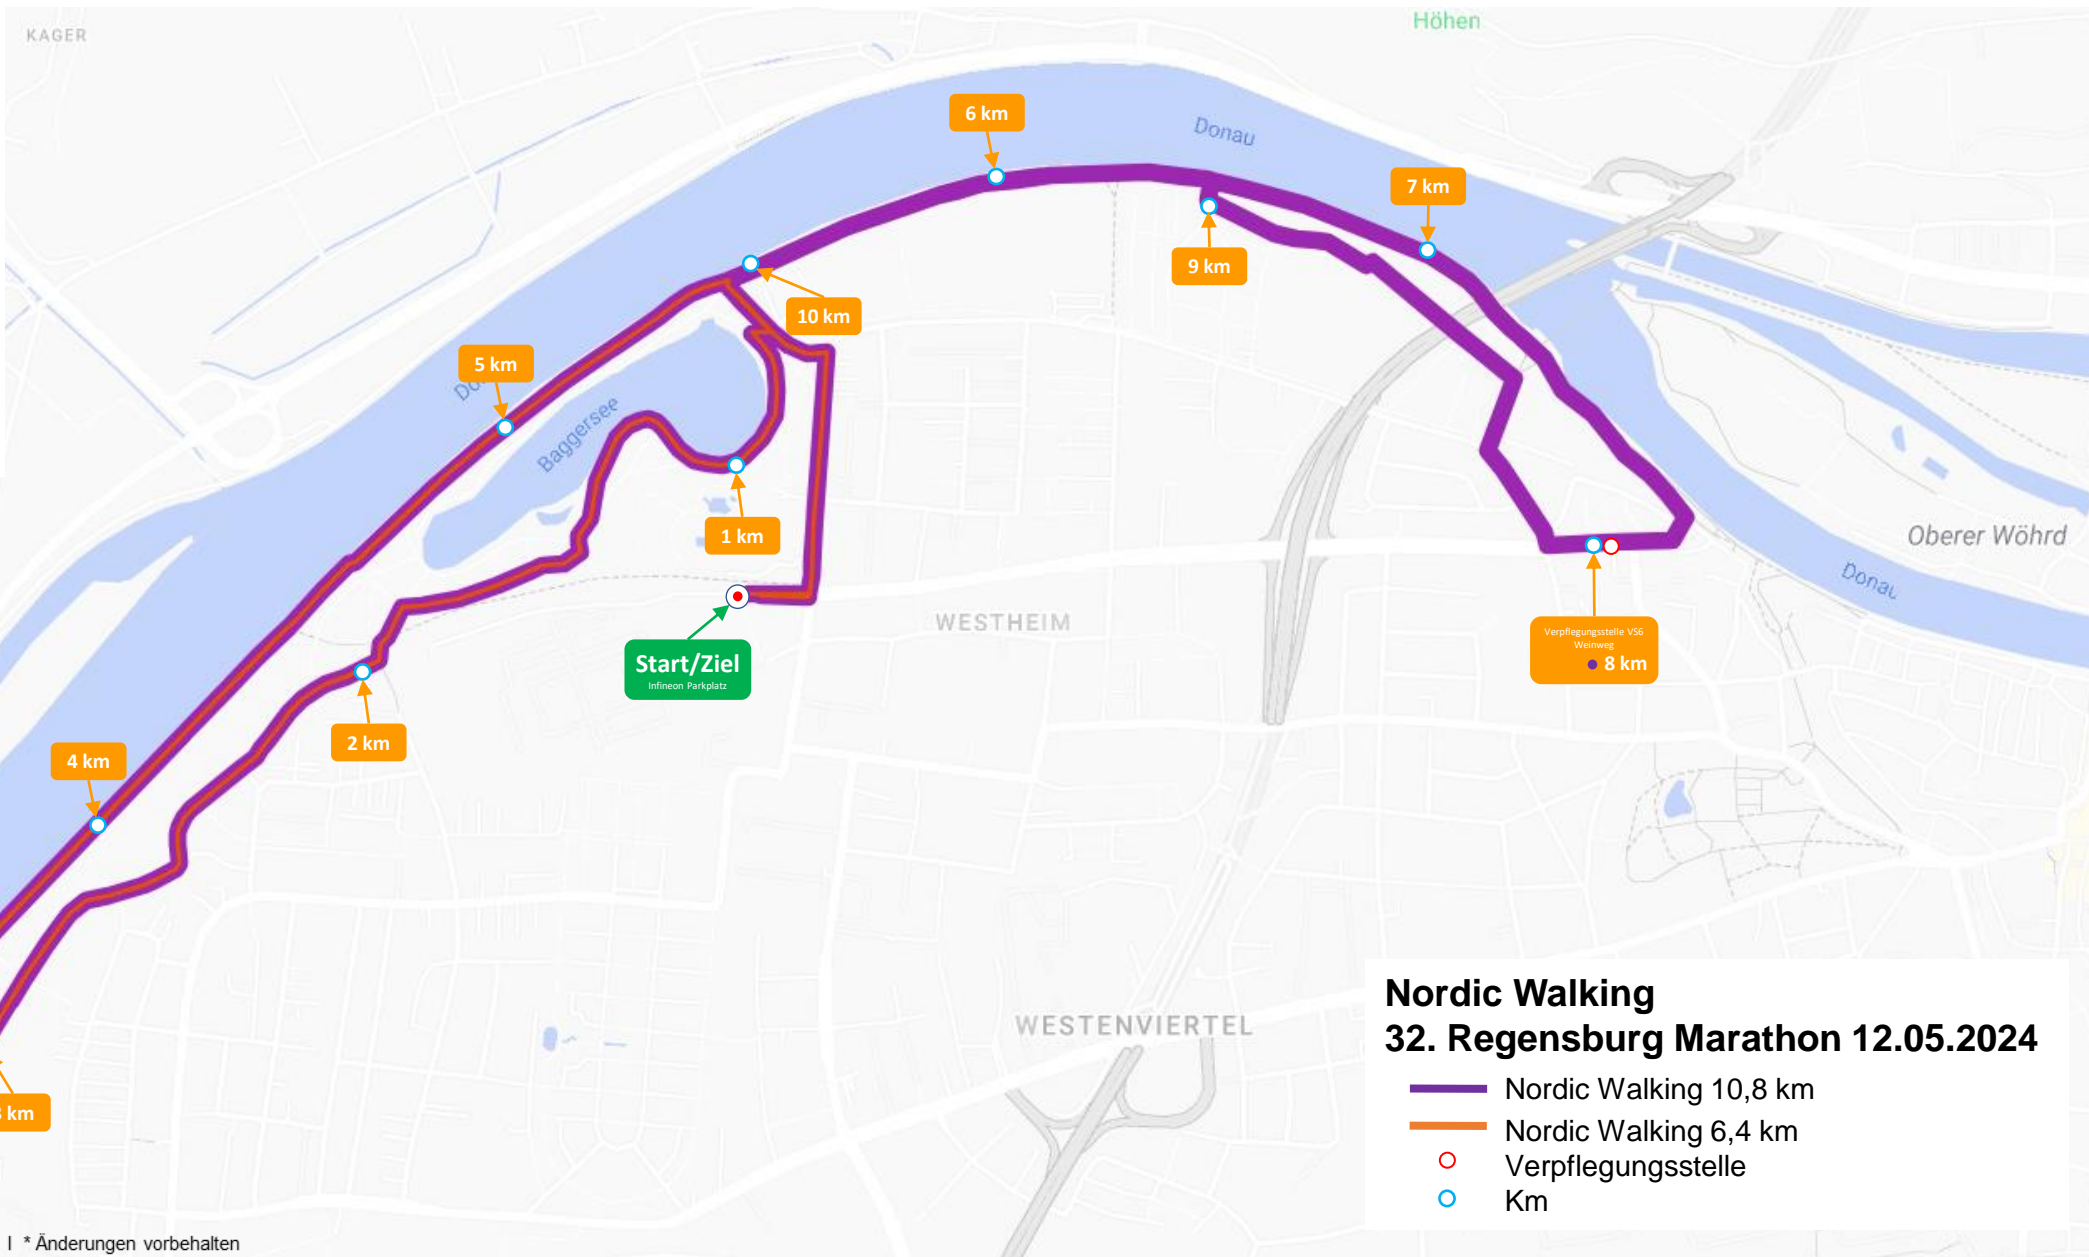 KAGER
Höhen
6 km
Donau
7 km
9 km
10 km
5 km
Baggersee
1 km
Oberer Wöhrd
Donau
WESTHEIM
Start/Ziel
Infineon Parkplatz
Verpflegungsstelle VS6
Weinweg
8 km
2 km
4 km
WESTENVIERTEL
km
Nordic Walking
32. Regensburg Marathon 12.05.2024
Nordic Walking 10,8 km
Nordic Walking 6,4 km
Verpflegungsstelle
Km
| * Änderungen vorbehalten